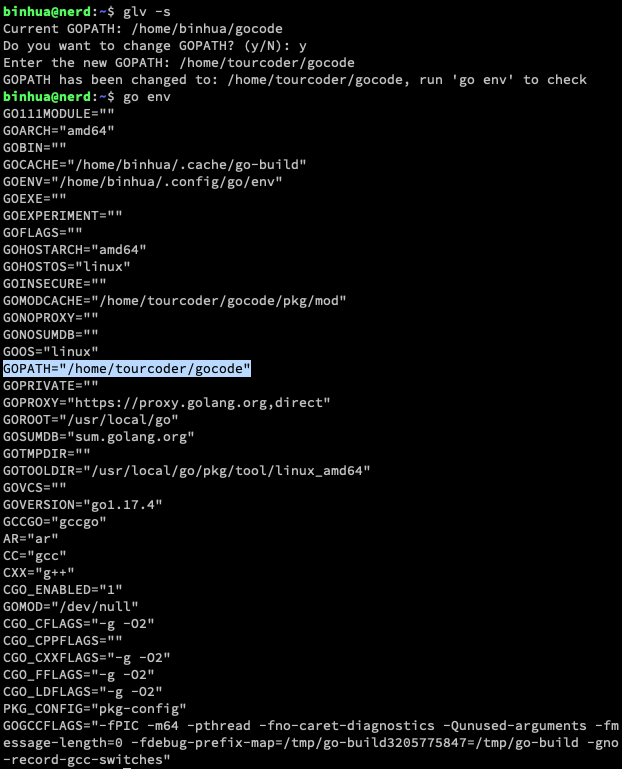 binhua@nerd:~$ glv -s
Current GOPATH: /home/binhua/gocode
Do you want to change GOPATH? (y/N): y
Enter the new GOPATH: /home/tourcoder/gocode
GOPATH has been changed to: /home/tourcoder/gocode, run 'go env' to check
binhua@nerd:~$ go env
GO111MODULE=""
GOARCH="amd64"
GOBIN=""
GOCACHE="/home/binhua/.cache/go-build"
GOENV="/home/binhua/.config/go/env"
GOEXE=""
GOEXPERIMENT=""
GOFLAGS=""
GOHOSTARCH="amd64"
GOHOSTOS="linux"
GOINSECURE=""
GOMODCACHE="/home/tourcoder/gocode/pkg/mod"
GONOPROXY=""
GONOSUMDB=""
GOOS="linux"
GOPATH="/home/tourcoder/gocode"
GOPRIVATE=""
GOPROXY="https://proxy.golang.org,direct"
GOROOT="/usr/local/go"
GOSUMDB="sum.golang.org"
GOTMPDIR=""
GOTOOLDIR="/usr/local/go/pkg/tool/linux_amd64"
GOVCS=""
GOVERSION="go1.17.4"
GCCGO="gccgo"
AR="ar"
CC="gcc"
CXX="g++"
CGO_ENABLED="1"
GOMOD="/dev/null"
CGO_CFLAGS="-g -O2"
CGO_CPPFLAGS=""
CGO_CXXFLAGS="-g -O2"
CGO_FFLAGS="-g -O2"
CGO_LDFLAGS="-g -O2"
PKG_CONFIG="pkg-config"
GOGCCFLAGS="-fPIC -m64 -pthread -fno-caret-diagnostics -Qunused-arguments -fm
essage-length=0 -fdebug-prefix-map=/tmp/go-build3205775847=/tmp/go-build -gno
-record-gcc-switches"